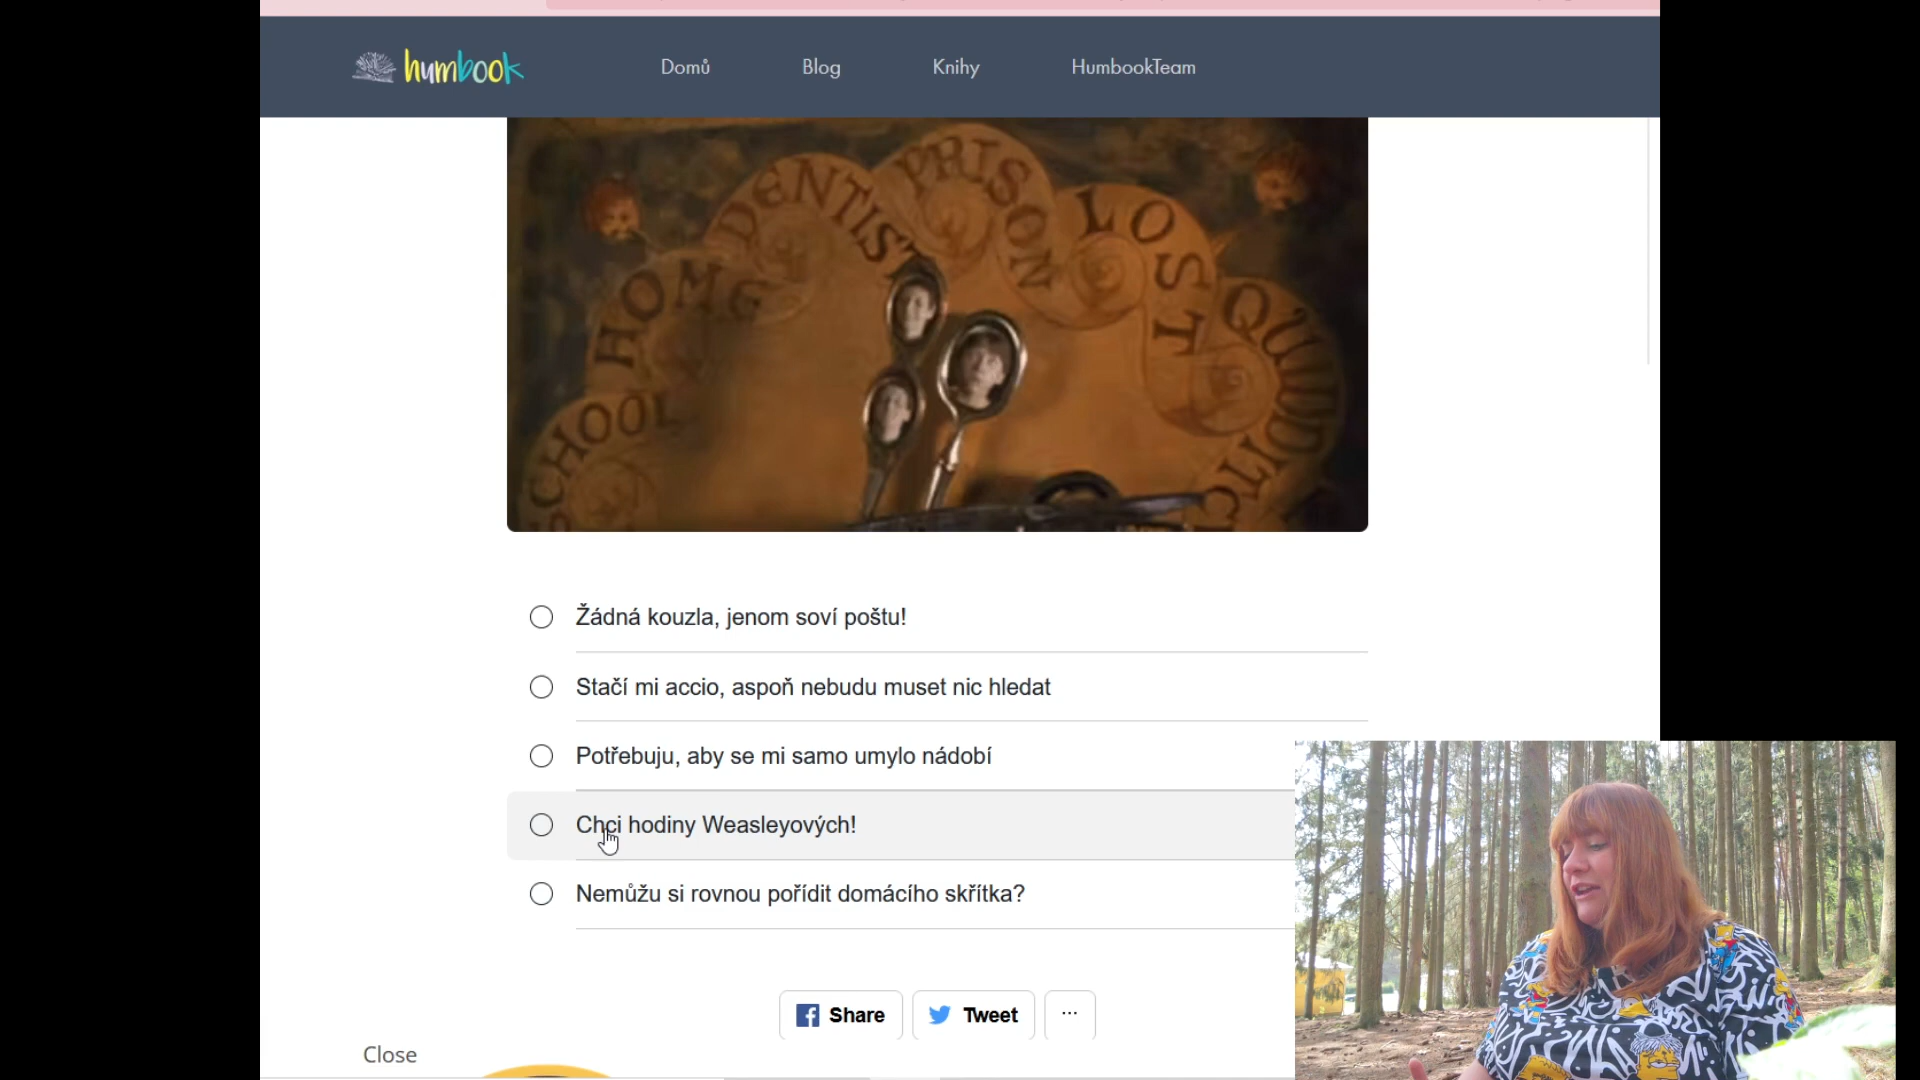 humbook
Domů
Blog
Knihy
HumbookTeam
SCHOOL
HOME
DENTIST
PRISON
LOST
QUIDDITCH
Žádná kouzla, jenom soví poštu!
Stačí mi accio, aspoň nebudu muset nic hledat
Potřebuju, aby se mi samo umylo nádobí
Chci hodiny Weasleyových!
Nemůžu si rovnou pořídit domácího skřítka?
Share
Tweet
...
Close